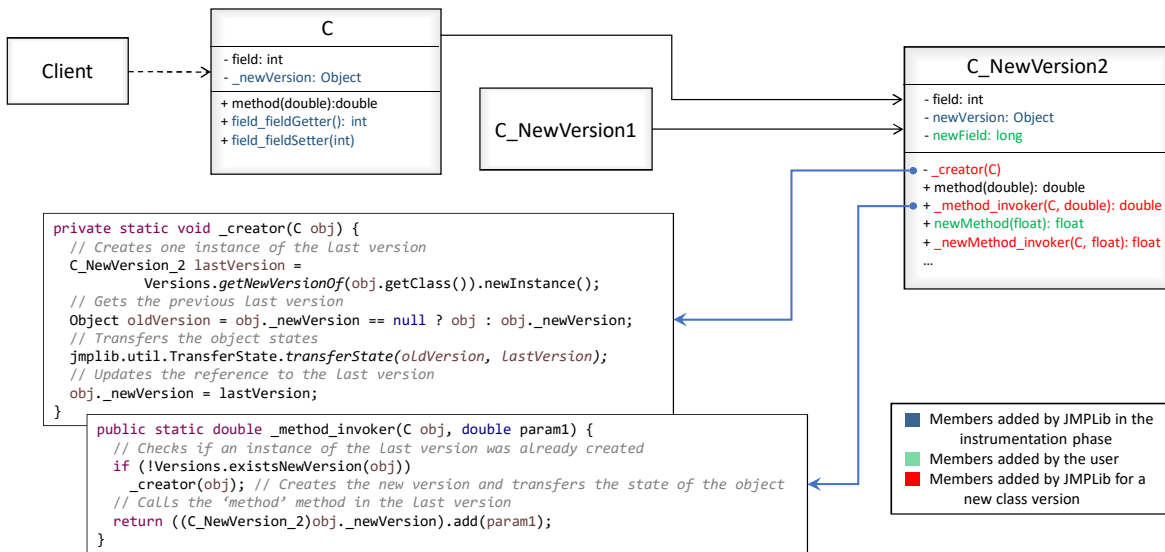 Client
C
- field: int
- _newVersion: Object
+ method(double):double
+ field_fieldGetter(): int
+ field_fieldSetter(int)
C_NewVersion1
C_NewVersion2
- field: int
- newVersion: Object
- newField: long
- _creator(C)
+ method(double): double
+ _method_invoker(C, double): double
+ newMethod(float): float
+ _newMethod_invoker(C, float): float
…
private static void _creator(C obj) {
// Creates one instance of the last version
C_NewVersion_2 lastVersion =
Versions.getNewVersionOf(obj.getClass()).newInstance();
// Gets the previous last version
Object oldVersion = obj._newVersion == null ? obj : obj._newVersion;
// Transfers the object states
jmplib.util.TransferState.transferState(oldVersion, lastVersion);
// Updates the reference to the last version
obj._newVersion = lastVersion;
}
public static double _method_invoker(C obj, double param1) {
// Checks if an instance of the last version was already created
if (!Versions.existsNewVersion(obj))
_creator(obj); // Creates the new version and transfers the state of the object
// Calls the ‘method’ method in the last version
return ((C_NewVersion_2)obj._newVersion).add(param1);
}
Members added by JMPLib in the
instrumentation phase
Members added by the user
Members added by JMPLib for a
new class version